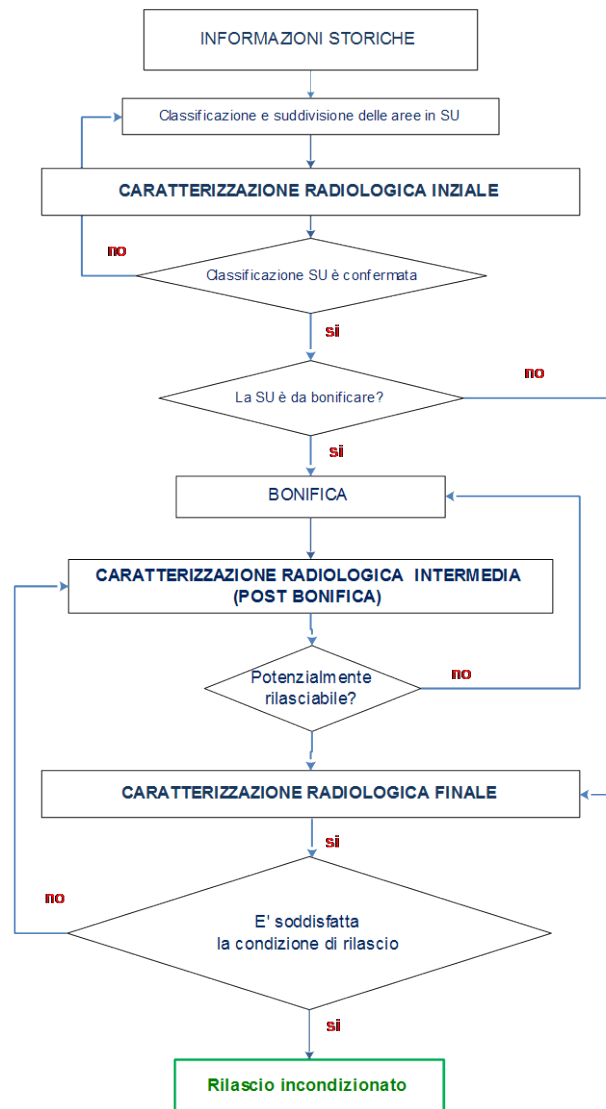 INFORMAZIONI STORICHE
Classificazione e suddivisione delle aree in SU
CARATTERIZZAZIONE RADIOLOGICA INZIALE
no
Classificazione SU è confermata
si
no
La SU è da bonificare?
si
BONIFICA
CARATTERIZZAZIONE RADIOLOGICA INTERMEDIA
(POST BONIFICA)
Potenzialmente
rilasciabile?
no
CARATTERIZZAZIONE RADIOLOGICA FINALE
si
no
E' soddisfatta
la condizione di rilascio
si
Rilascio incondizionato